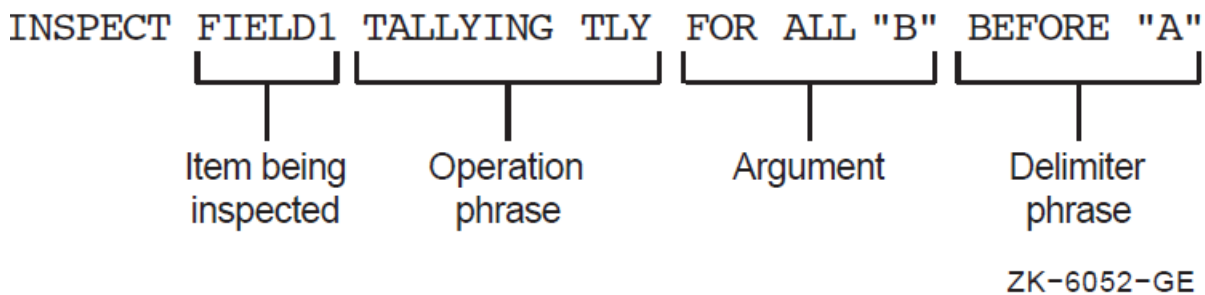 INSPECT FIELD1 TALLYING TLY FOR ALL "B" BEFORE "A"
Item being inspected
Operation phrase
Argument
Delimiter phrase
ZK-6052-GE